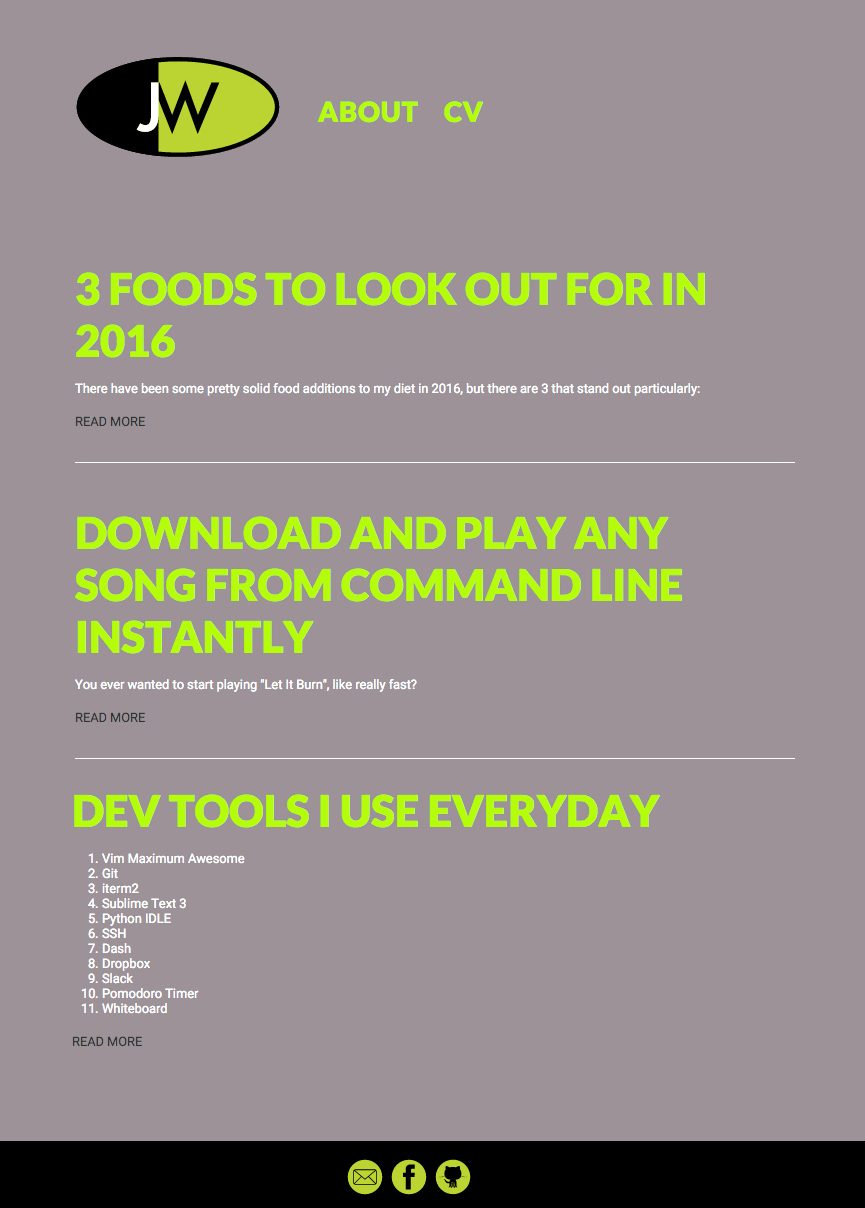 JW
ABOUT CV
3 FOODS TO LOOK OUT FOR IN
2016
There have been some pretty solid food additions to my diet in 2016, but there are 3 that stand out particularly:
READ MORE
DOWNLOAD AND PLAY ANY
SONG FROM COMMAND LINE
INSTANTLY
You ever wanted to start playing "Let It Burn", like really fast?
READ MORE
DEV TOOLS I USE EVERYDAY
1. Vim Maximum Awesome
2. Git
3. iterm2
4. Sublime Text 3
5. Python IDLE
6. SSH
7. Dash
8. Dropbox
9. Slack
10. Pomodoro Timer
11. Whiteboard
READ MORE
f